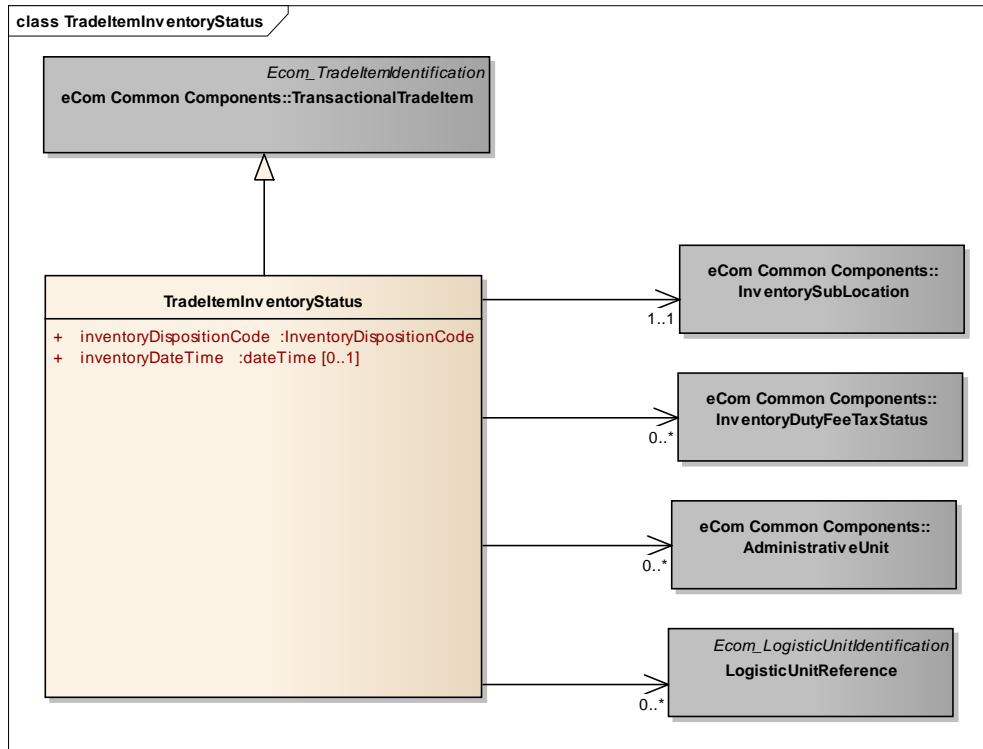 class TradeItemInventoryStatus
Ecom_TradeItemIdentification
eCom Common Components::TransactionalTradeItem
TradeItemInventoryStatus
+ inventoryDispositionCode :InventoryDispositionCode
+ inventoryDateTime :dateTime [0..1]
eCom Common Components::
InventorySubLocation
1..1
eCom Common Components::
InventoryDutyFeeTaxStatus
0..*
eCom Common Components::
AdministrativeUnit
0..*
Ecom_LogisticUnitIdentification
LogisticUnitReference
0..*